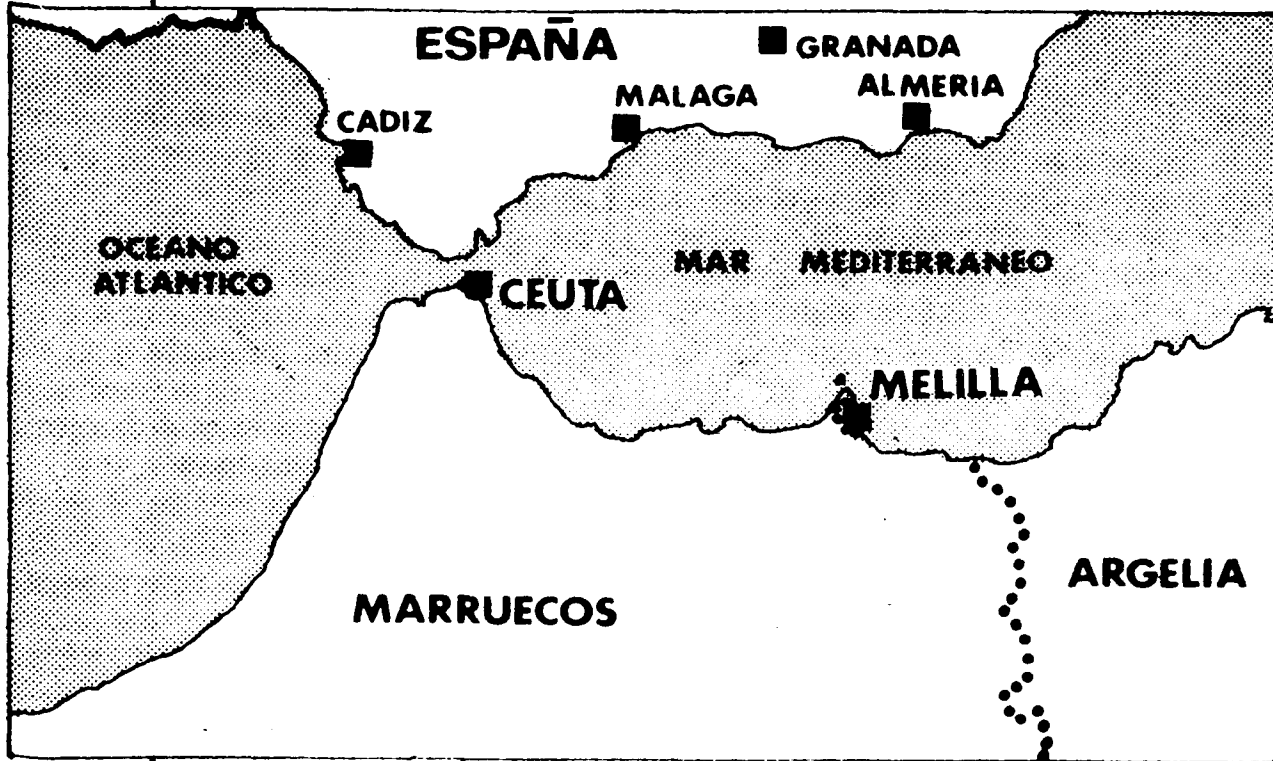 ESPAÑA
GRANADA
MALAGA
ALMERIA
CADIZ
OCEANO
ATLANTICO
MAR MEDITERRANEO
CEUTA
MELILLA
ARGELIA
MARRUECOS